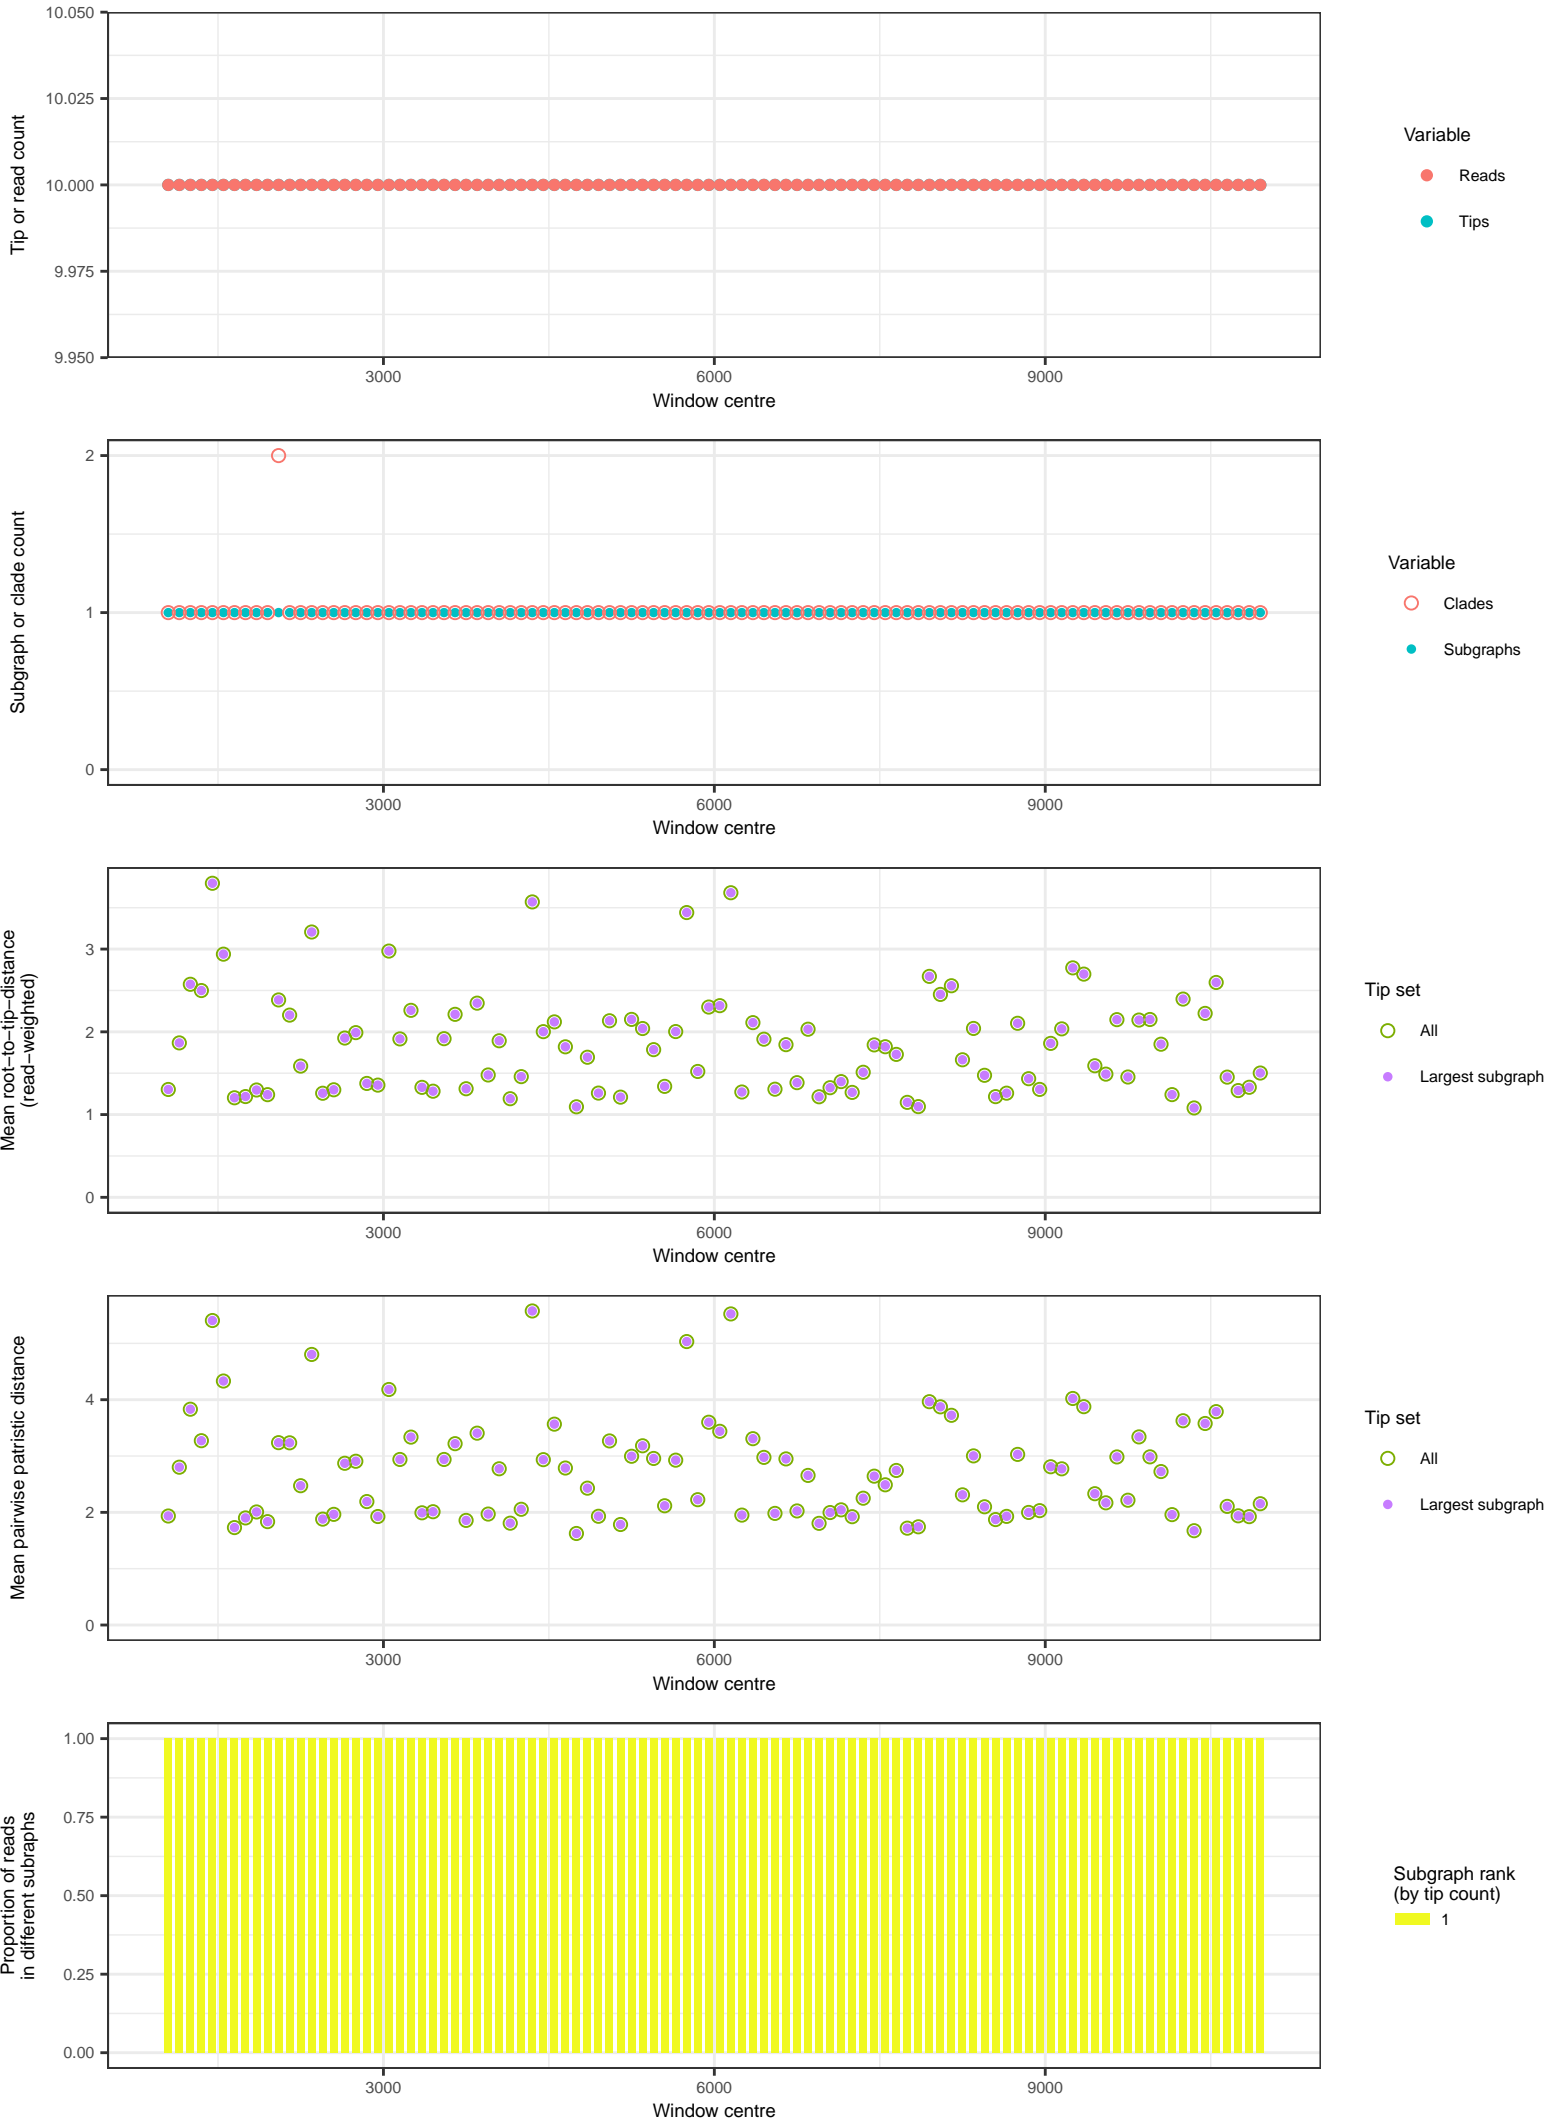 10.050
10.025
10.000
9.975
9.950
Tip or read count
3000 6000 9000
Window centre
Variable
Reads
Tips
2
1
0
Subgraph or clade count
3000 6000 9000
Window centre
Variable
Clades
Subgraphs
3
2
1
0
Mean root−to−tip−distance
(read−weighted)
3000 6000 9000
Window centre
Tip set
All
Largest subgraph
4
2
0
Mean pairwise patristic distance
3000 6000 9000
Window centre
Tip set
All
Largest subgraph
1.00
0.75
0.50
0.25
0.00
Proportion of reads
in different subraphs
3000 6000 9000
Window centre
Subgraph rank
(by tip count)
1